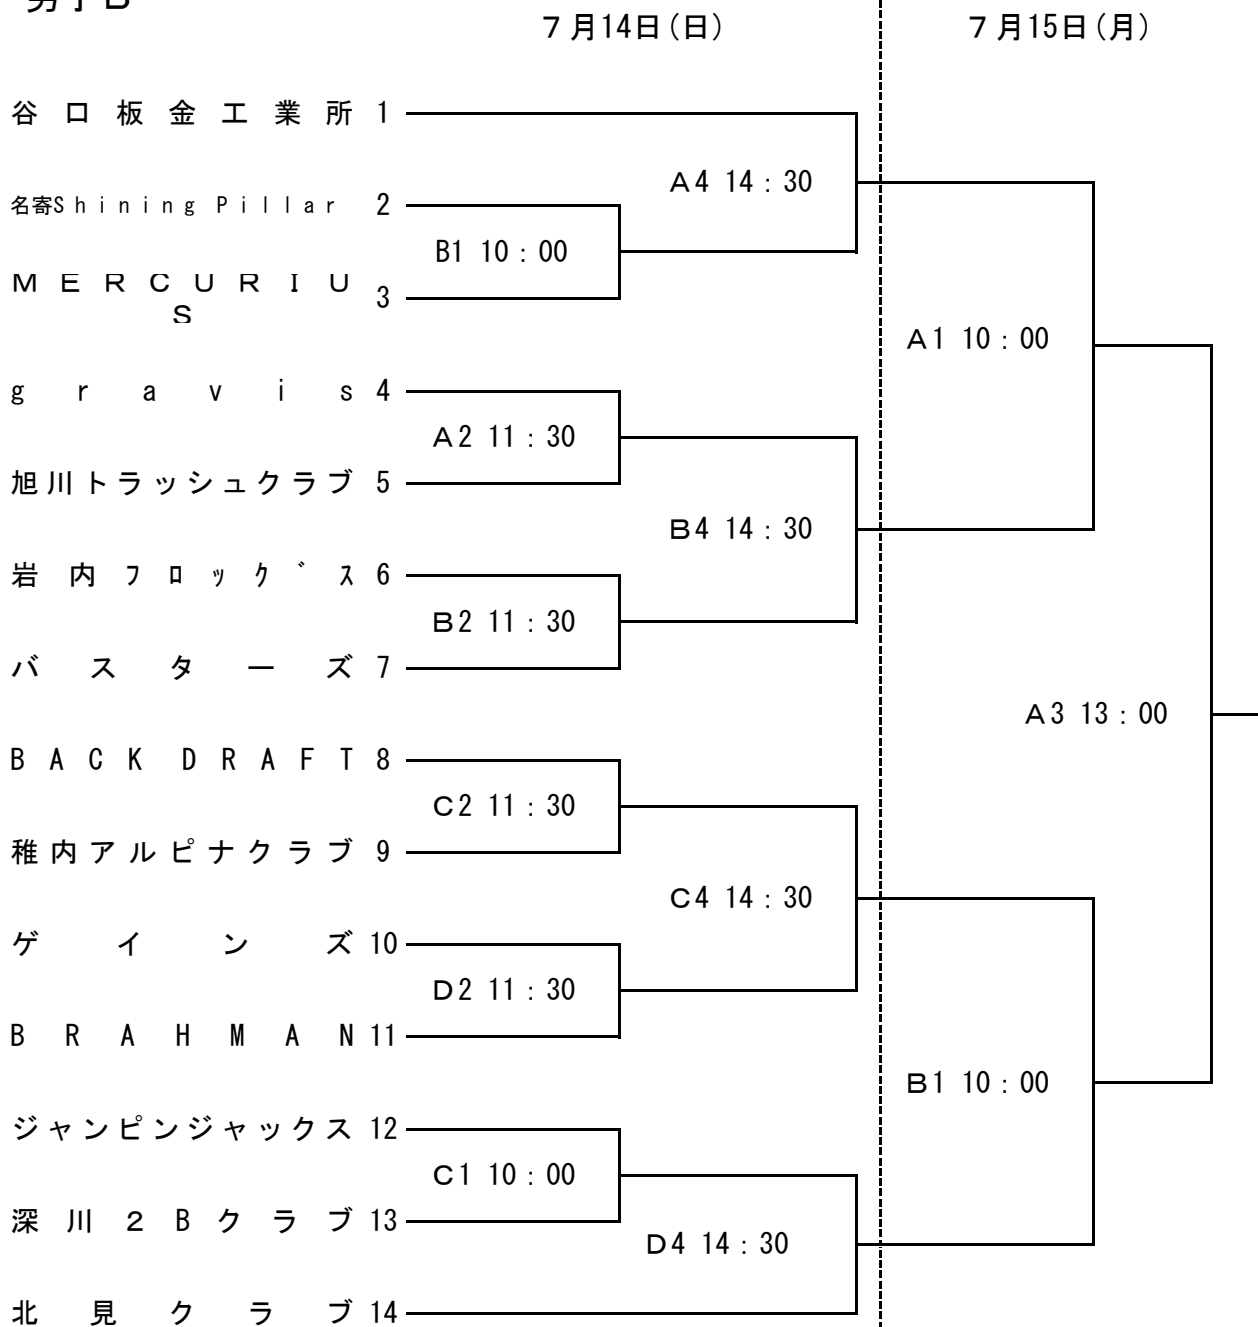 男子B
7月14日(日) 7月15日(月)
谷口板金工業所 1
A4 14:30
名寄Shining Pillar 2
B1 10:00
MERCURIU
S
3
A1 10:00
gravis 4
A2 11:30
旭川トラッシュクラブ 5
B4 14:30
岩内フロッグス 6
B2 11:30
バスターズ 7
A3 13:00
BACK DRAFT 8
C2 11:30
稚内アルピナクラブ 9
C4 14:30
ゲインズ 10
D2 11:30
BRAHMAN 11
B1 10:00
ジャンピンジャックス 12
C1 10:00
深川2Bクラブ 13
D4 14:30
北見クラブ 14